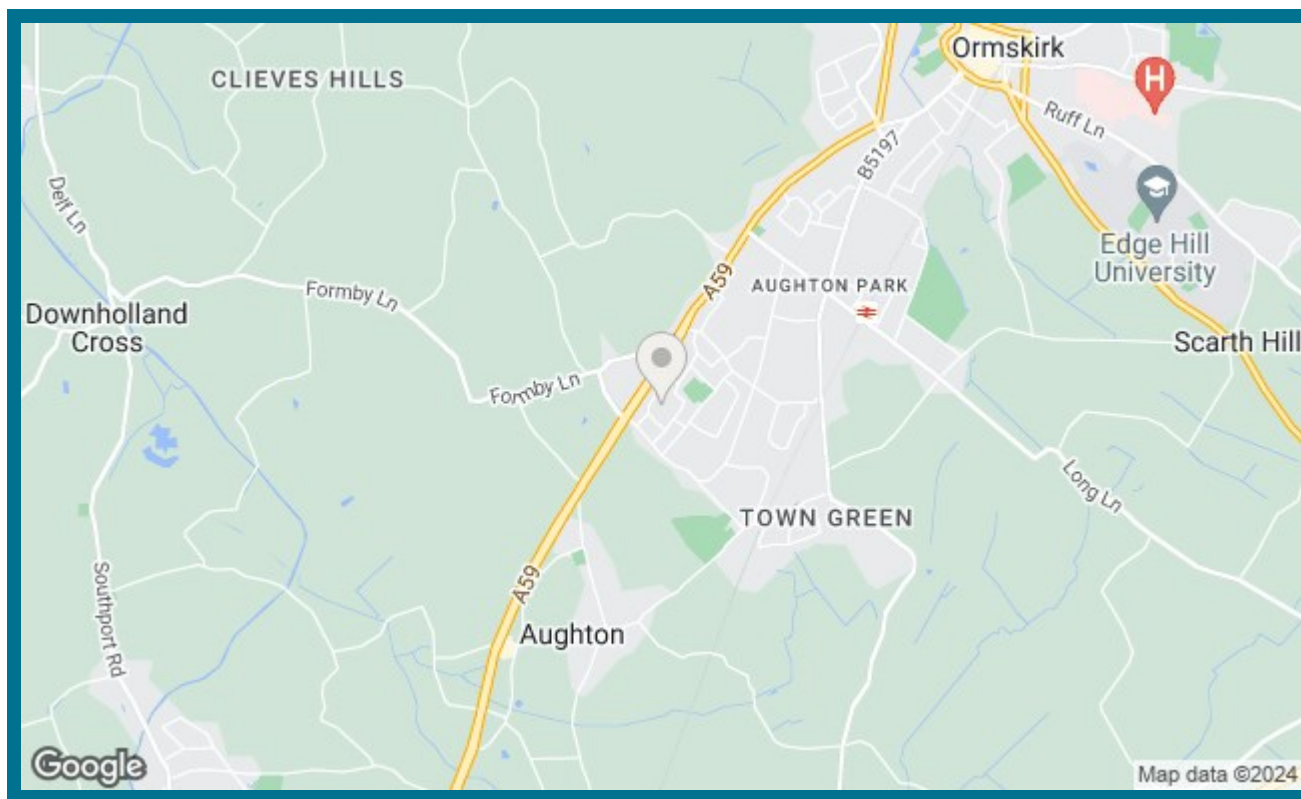 Ormskirk
CLIEVES HILLS
H
Ruff Ln
B5197
Delf Ln
Edge Hill
University
A59
AUGHTON PARK
Formby Ln
Downholland
Cross
Scarth Hill
Formby Ln
Long Ln
TOWN GREEN
Southport Rd
A59
Aughton
Google
Map data ©2024